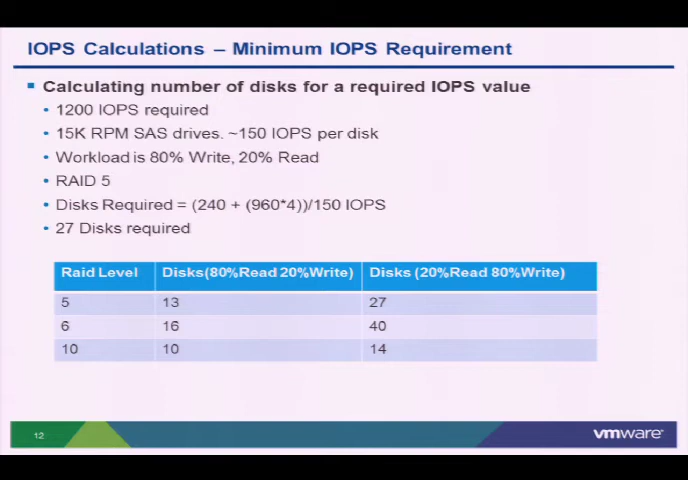 IOPS Calculations – Minimum IOPS Requirement
Calculating number of disks for a required IOPS value
1200 IOPS required
15K RPM SAS drives. ~150 IOPS per disk
Workload is 80% Write, 20% Read
RAID 5
Disks Required = (240 + (960*4))/150 IOPS
27 Disks required
Raid Level Disks(80%Read 20%Write) Disks (20%Read 80%Write)
5 13 27
6 16 40
10 10 14
12 vmware